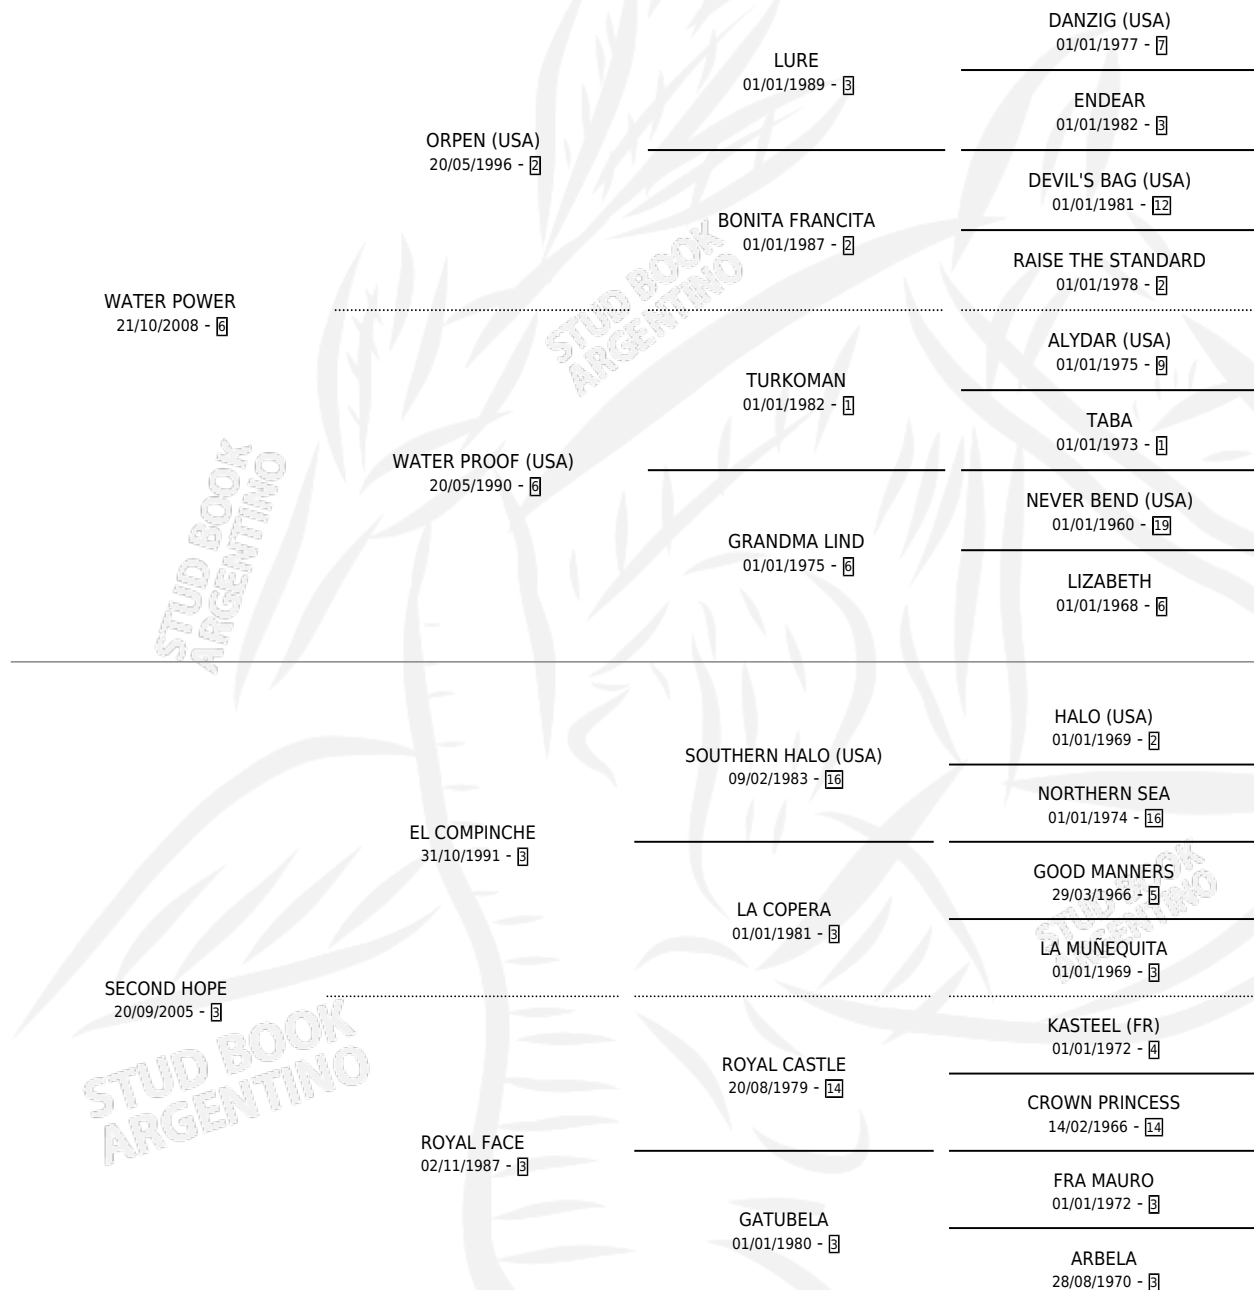 WATER POWER
21/10/2008 - 6
ORPEN (USA)
20/05/1996 - 2
LURE
01/01/1989 - 3
DANZIG (USA)
01/01/1977 - 7
ENDEAR
01/01/1982 - 3
BONITA FRANCITA
01/01/1987 - 2
DEVIL'S BAG (USA)
01/01/1981 - 12
RAISE THE STANDARD
01/01/1978 - 2
WATER PROOF (USA)
20/05/1990 - 6
TURKOMAN
01/01/1982 - 1
ALYDAR (USA)
01/01/1975 - 9
TABA
01/01/1973 - 1
GRANDMA LIND
01/01/1975 - 6
NEVER BEND (USA)
01/01/1960 - 19
LIZABETH
01/01/1968 - 6
SECOND HOPE
20/09/2005 - 3
EL COMPINCHE
31/10/1991 - 3
SOUTHERN HALO (USA)
09/02/1983 - 16
HALO (USA)
01/01/1969 - 2
NORTHERN SEA
01/01/1974 - 16
LA COPERA
01/01/1981 - 3
GOOD MANNERS
29/03/1966 - 5
LA MUÑEQUITA
01/01/1969 - 3
ROYAL FACE
02/11/1987 - 3
ROYAL CASTLE
20/08/1979 - 14
KASTEEL (FR)
01/01/1972 - 4
CROWN PRINCESS
14/02/1966 - 14
GATUBELA
01/01/1980 - 3
FRA MAURO
01/01/1972 - 3
ARBELA
28/08/1970 - 3
STUD BOOK
ARGENTINO
STUD BOOK
ARGENTINO
STUD BOOK
ARGENTINO
STUD BOOK
ARGENTINO